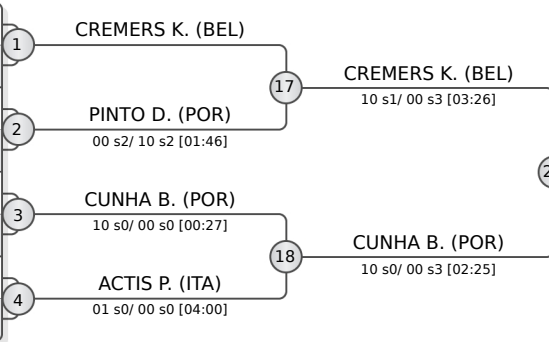 CREMERS K. (BEL)
1
17
CREMERS K. (BEL)
10 s1/ 00 s3 [03:26]
PINTO D. (POR)
2
00 s2/ 10 s2 [01:46]
2
CUNHA B. (POR)
3
10 s0/ 00 s0 [00:27]
18
CUNHA B. (POR)
10 s0/ 00 s3 [02:25]
ACTIS P. (ITA)
4
01 s0/ 00 s0 [04:00]